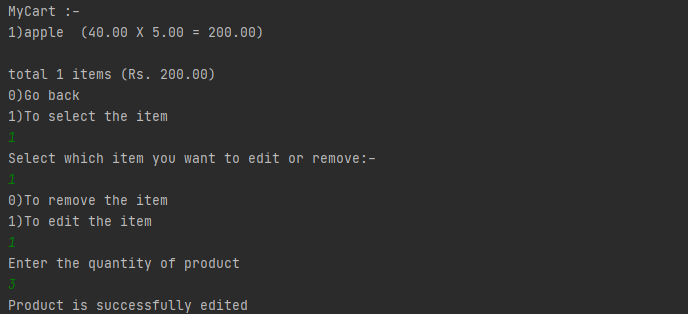 MyCart :-
1)apple  (40.00 X 5.00 = 200.00)
total 1 items (Rs. 200.00)
0)Go back
1)To select the item
1
Select which item you want to edit or remove:-
1
0)To remove the item
1)To edit the item
1
Enter the quantity of product
3
Product is successfully edited